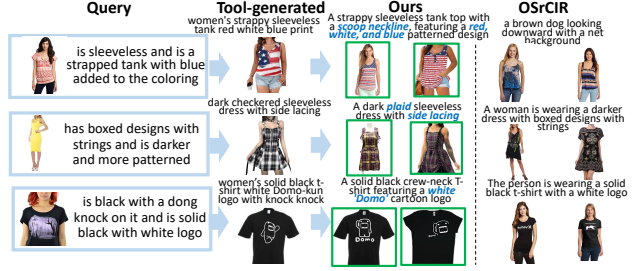 Query
Tool-generated
Ours
OSrCIR
is sleeveless and is a
strapped tank with blue
added to the coloring
women's strappy sleeveless
tank red white blue print
A strappy sleeveless tank top with
a scoop neckline, featuring a red,
white, and blue patterned design
a brown dog looking
downward with a net
background
has boxed designs with
strings and is darker
and more patterned
dark checkered sleeveless
dress with side lacing
A dark plaid sleeveless
dress with side lacing
A woman is wearing a darker
dress with boxed designs with
strings
is black with a dong
knock on it and is solid
black with white logo
women's solid black t-
shirt white Domo-kun
logo with knock knock
A solid black crew-neck T-
shirt featuring a white
'Domo' cartoon logo
The person is wearing a solid
black t-shirt with a white logo
DOMO